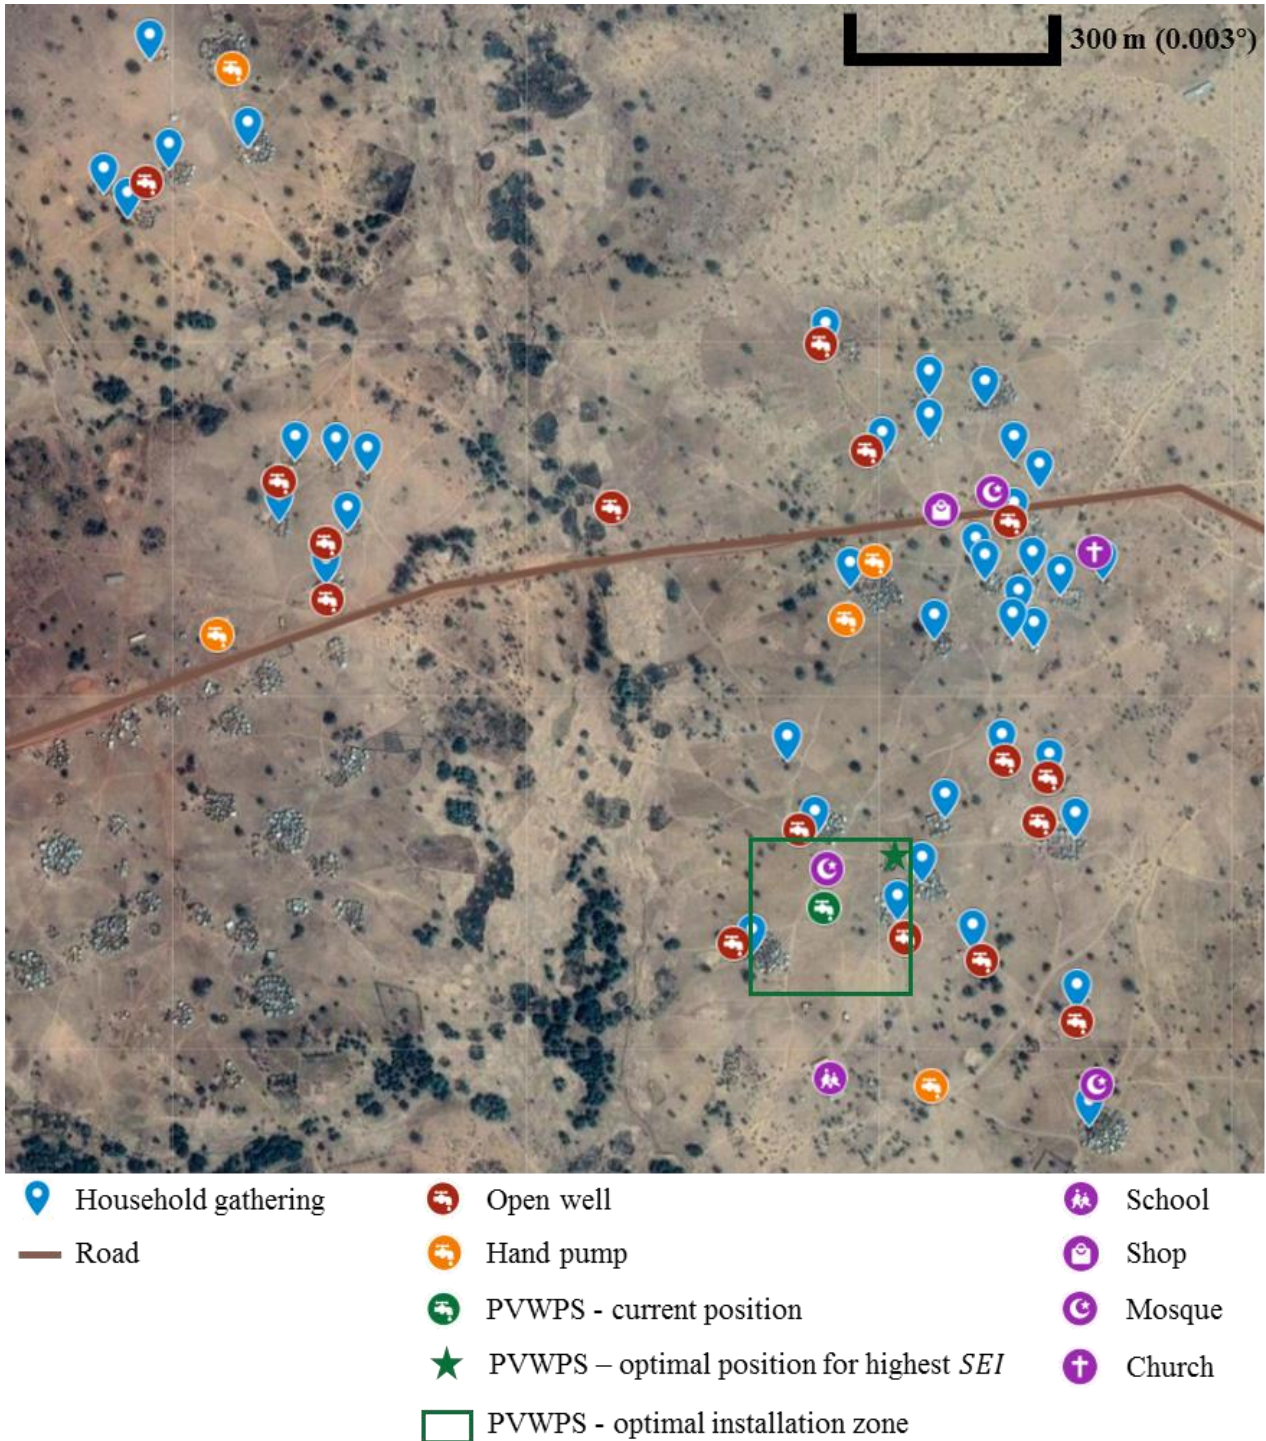 300 m (0.003°)
Household gathering
Open well
School
Road
Hand pump
Shop
PVWPS - current position
Mosque
PVWPS – optimal position for highest SEI
Church
PVWPS - optimal installation zone